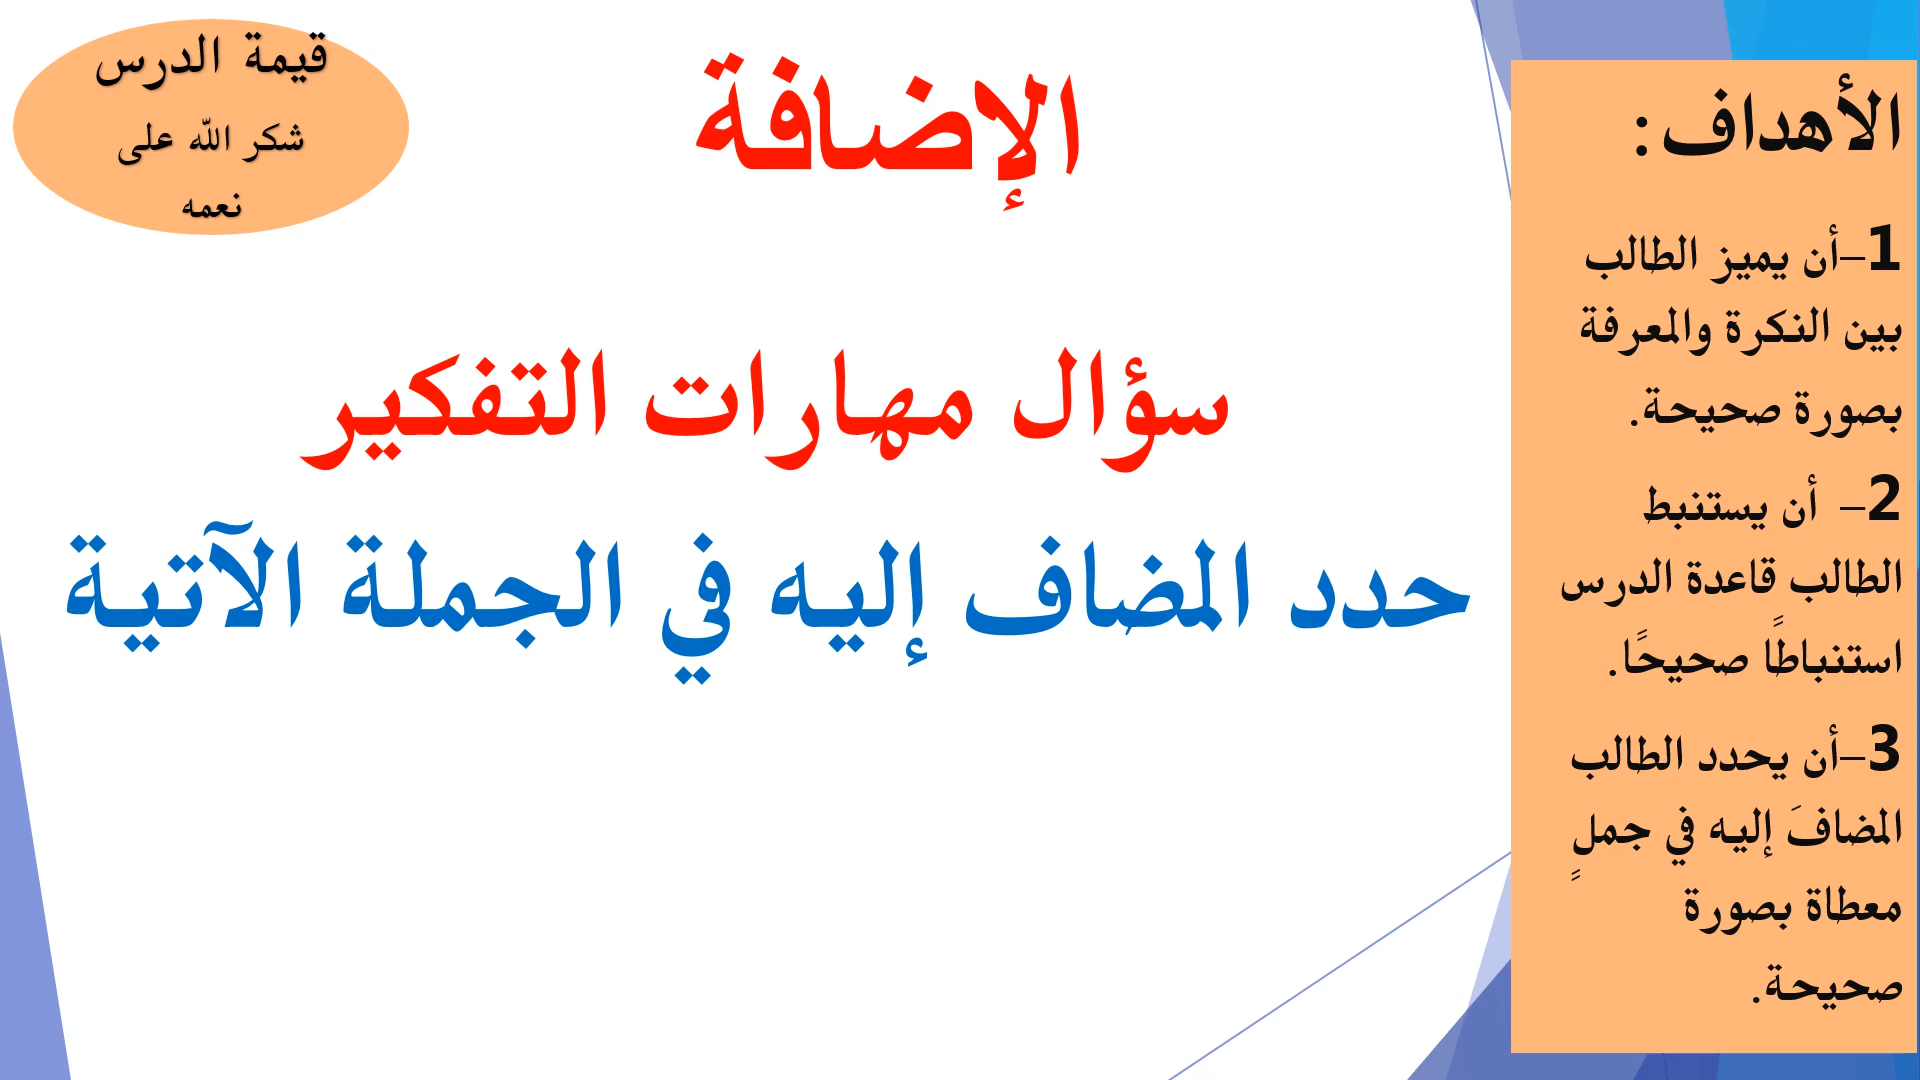 الإضافة
قيمة الدرس
شكر الله على
نعمه
سؤال مهارات التفكير
حدد المضاف إليه في الجملة الآتية
الأهداف:
1-أن يميز الطالب
بين النكرة والمعرفة
بصورة صحيحة.
2- أن يستنبط
الطالب قاعدة الدرس
استنباطًا صحيحًا.
3-أن يحدد الطالب
المضافَ إليه في جملٍ
معطاة بصورة
صحيحة.